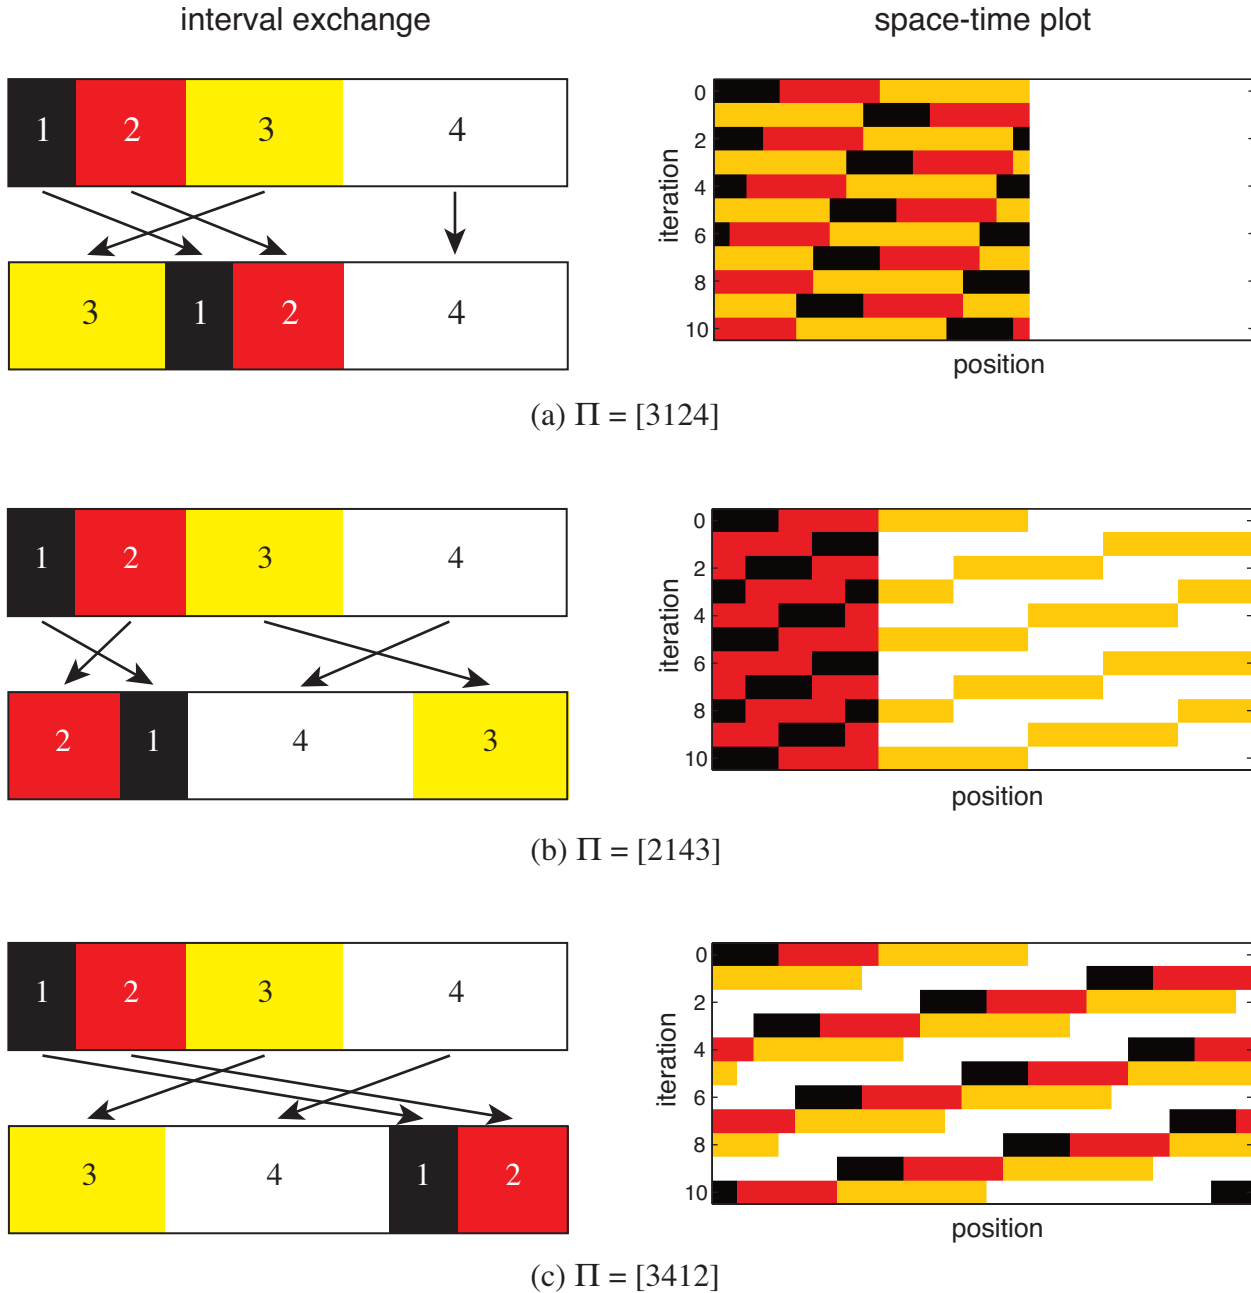 interval exchange
space-time plot
1 2 3 4
3 1 2 4
iteration
0
2
4
6
8
10
position
(a) Π = [3124]
1 2 3 4
2 1 4 3
iteration
0
2
4
6
8
10
position
(b) Π = [2143]
1 2 3 4
3 4 1 2
iteration
0
2
4
6
8
10
position
(c) Π = [3412]